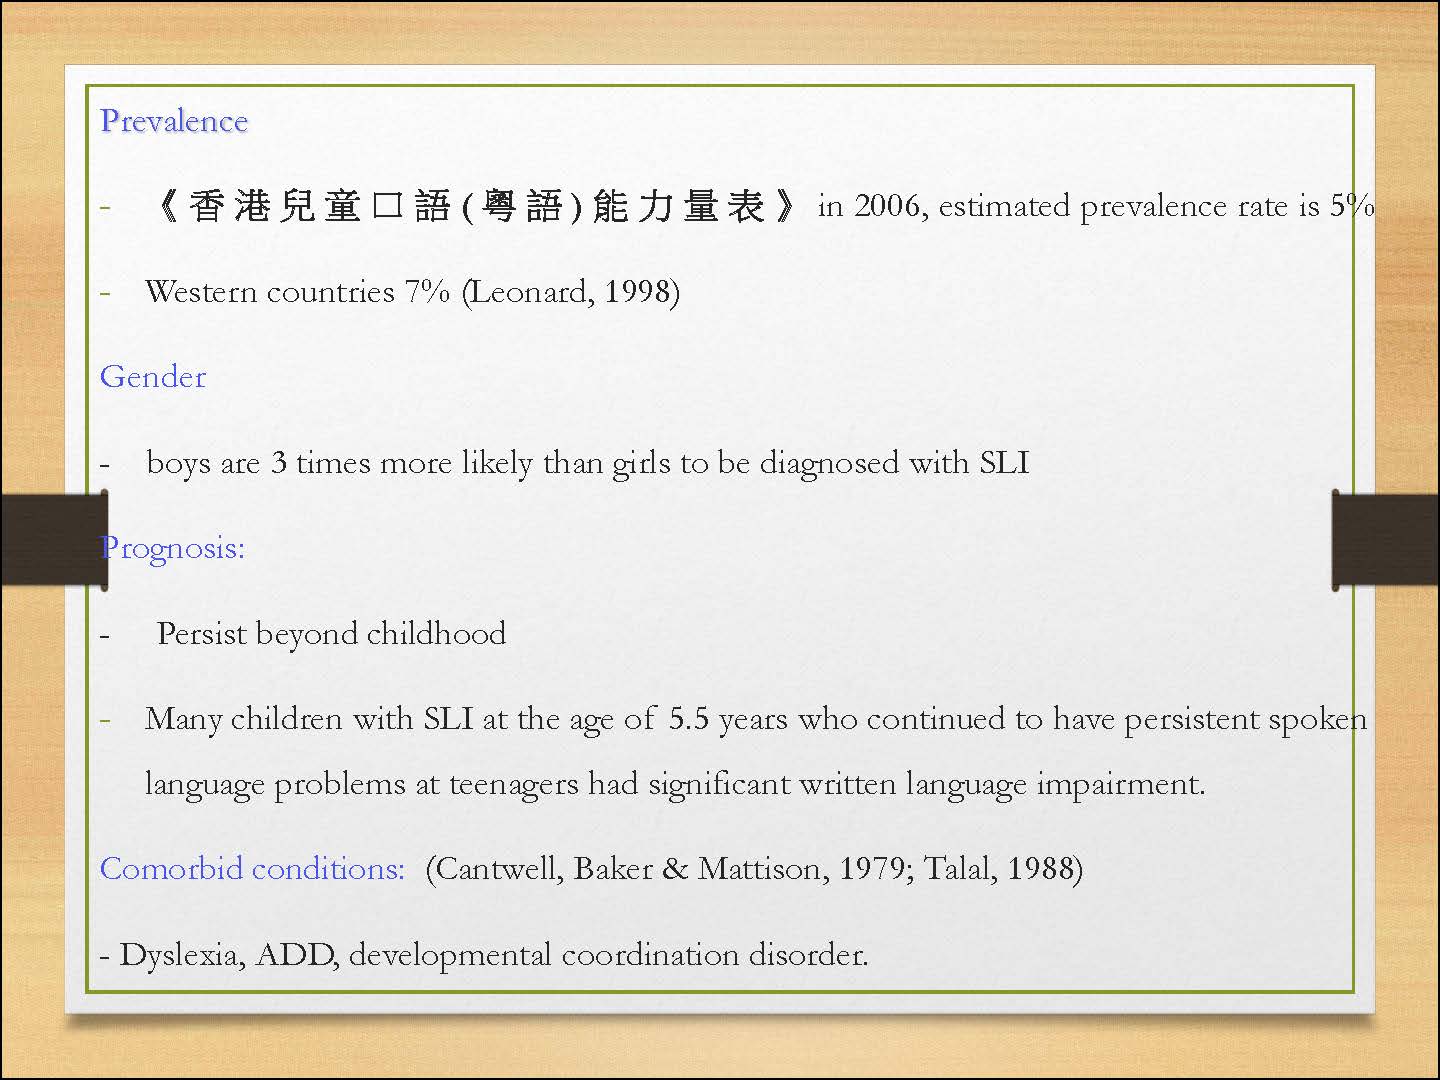 Prevalence
- 《香港兒童口語(粵語)能力量表》 in 2006, estimated prevalence rate is 5%
- Western countries 7% (Leonard, 1998)
Gender
- boys are 3 times more likely than girls to be diagnosed with SLI
Prognosis:
- Persist beyond childhood
- Many children with SLI at the age of 5.5 years who continued to have persistent spoken
language problems at teenagers had significant written language impairment.
Comorbid conditions: (Cantwell, Baker & Mattison, 1979; Talal, 1988)
- Dyslexia, ADD, developmental coordination disorder.